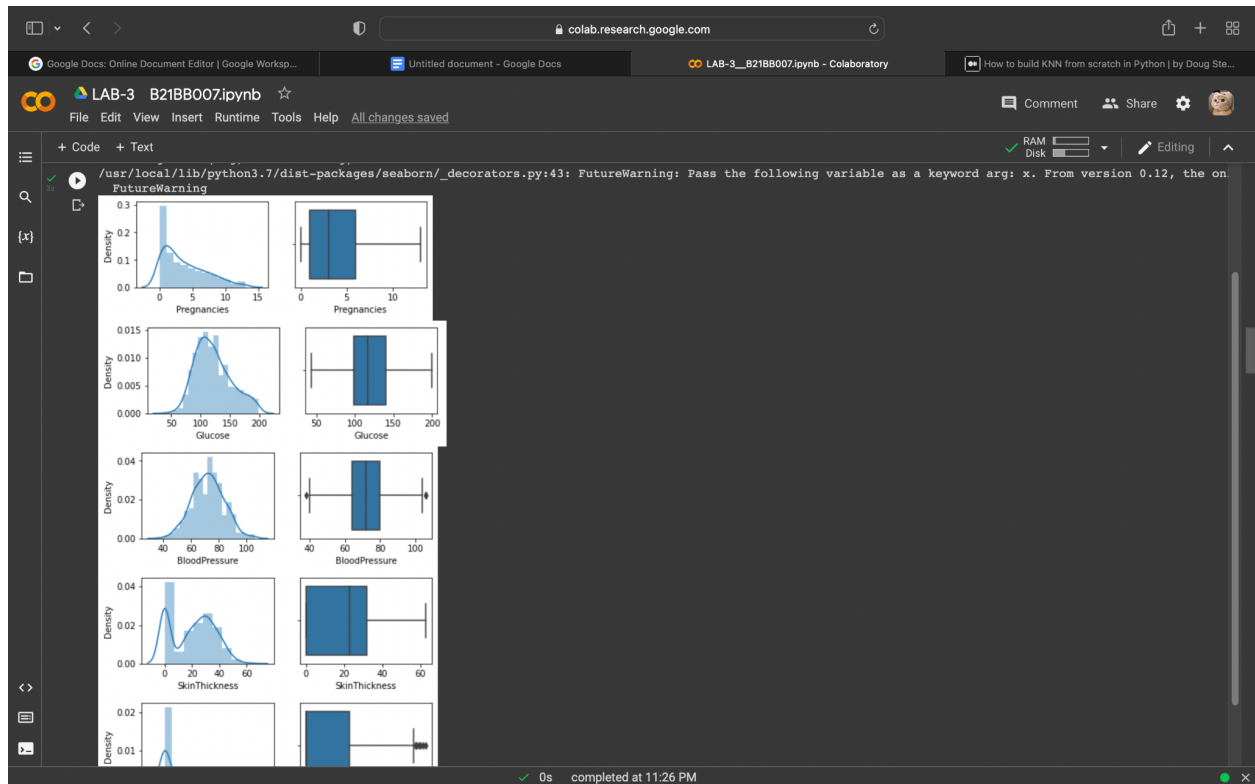 colab.research.google.com
Google Docs: Online Document Editor | Google Worksp...
Untitled document - Google Docs
LAB-3__B21BB007.ipynb - Colaboratory
How to build KNN from scratch in Python | by Doug Ste...
LAB-3 B21BB007.ipynb
Comment
Share
File Edit View Insert Runtime Tools Help All changes saved
+ Code + Text
RAM
Disk
Editing
/usr/local/lib/python3.7/dist-packages/seaborn/_decorators.py:43: FutureWarning: Pass the following variable as a keyword arg: x. From version 0.12, the on
FutureWarning
3s
{x}
0.3
0.2
0.1
0.0
Density
0 5 10 15
Pregnancies
0 5 10
Pregnancies
0.015
0.010
0.005
0.000
Density
50 100 150 200
Glucose
50 100 150 200
Glucose
0.04
0.02
0.00
Density
40 60 80 100
BloodPressure
40 60 80 100
BloodPressure
0.04
0.02
0.00
Density
0 20 40 60
SkinThickness
0 20 40 60
SkinThickness
0.02
0.01
Density
0s completed at 11:26 PM